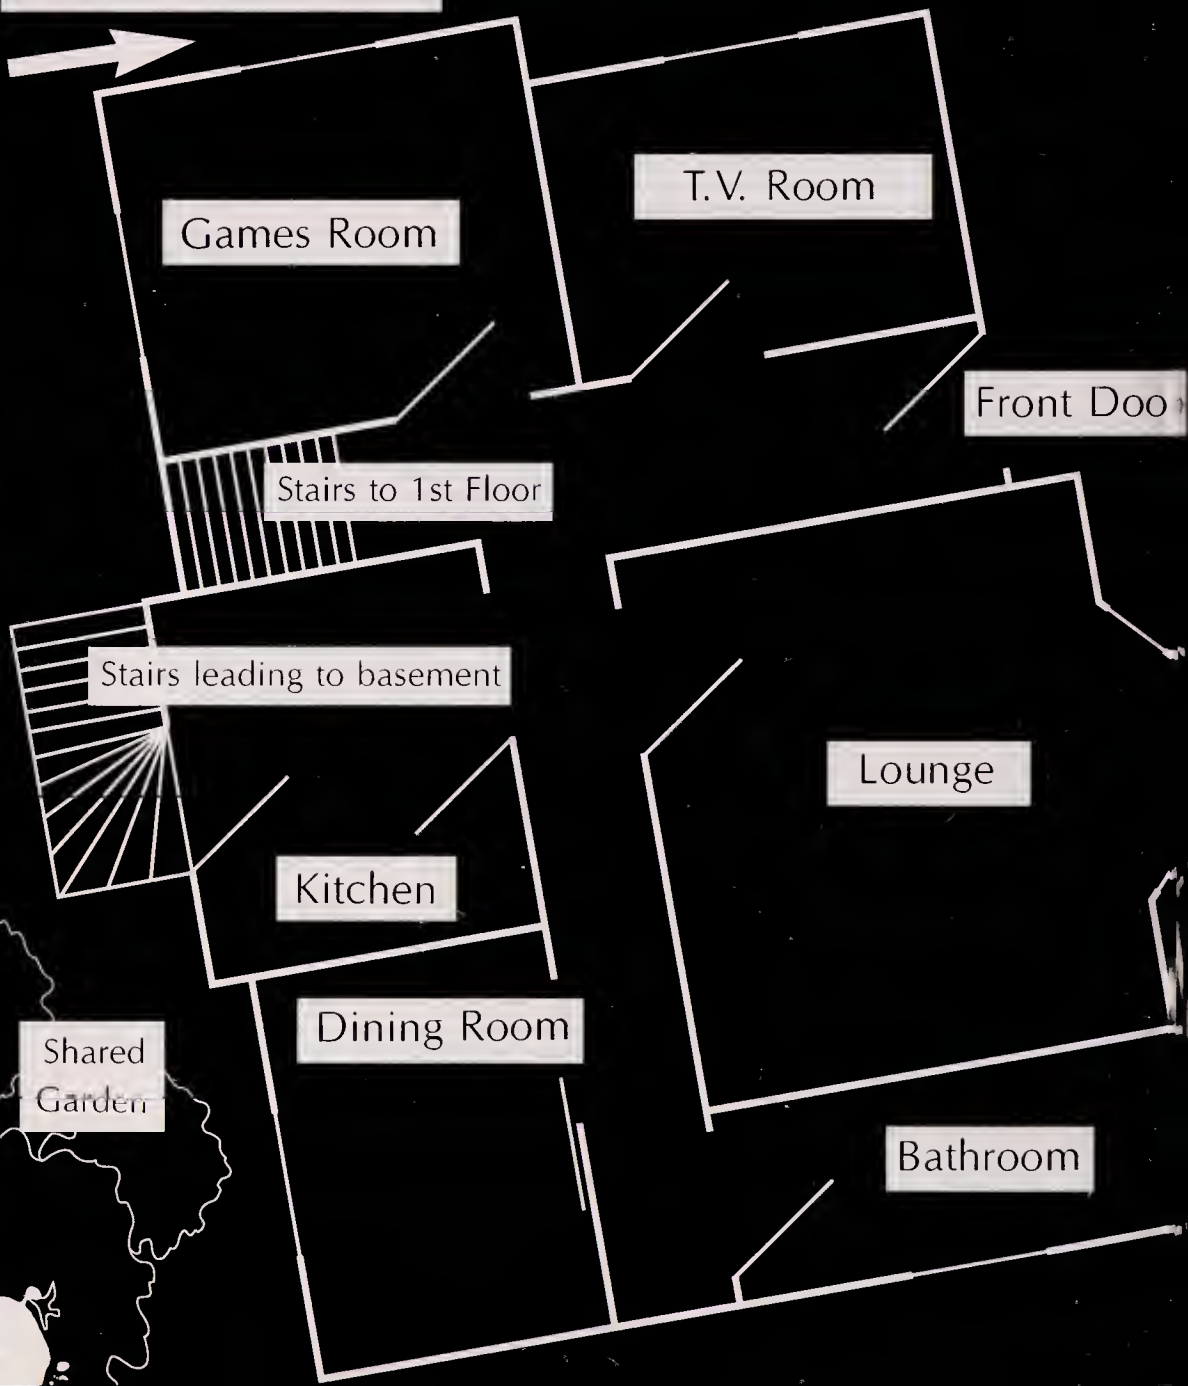 T.V. Room
Games Room
Front Doo
Stairs to 1st Floor
Stairs leading to basement
Lounge
Kitchen
Dining Room
Shared
Garden
Bathroom